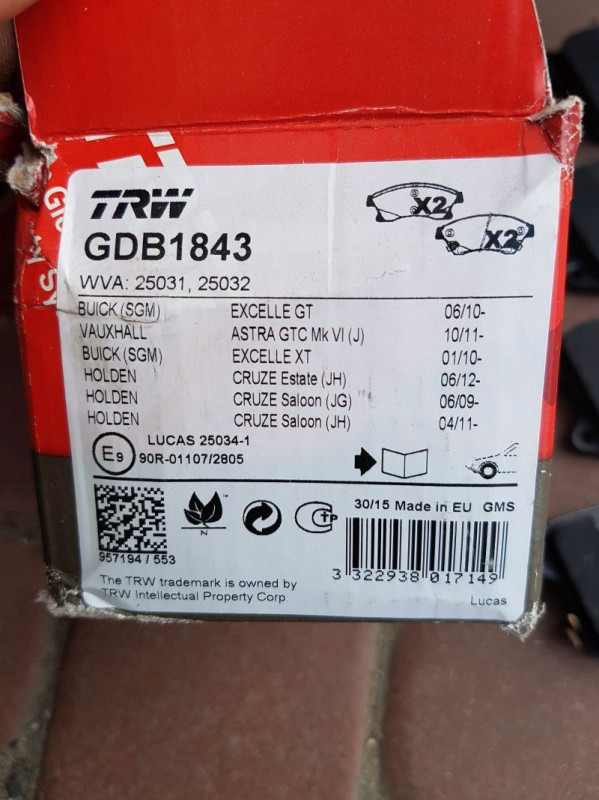 TRW
X2
GDB1843
X2
WVA: 25031, 25032
BUICK (SGM) EXCELLE GT 06/10-
VAUXHALL ASTRA GTC Mk VI (J) 10/11-
BUICK (SGM) EXCELLE XT 01/10-
HOLDEN CRUZE Estate (JH) 06/12-
HOLDEN CRUZE Saloon (JG) 06/09-
HOLDEN CRUZE Saloon (JH) 04/11-
E9
LUCAS 25034-1
90R-01107/2805
30/15 Made in EU GMS
N
957194 / 553
3 322938 017149
The TRW trademark is owned by
TRW Intellectual Property Corp.
Lucas